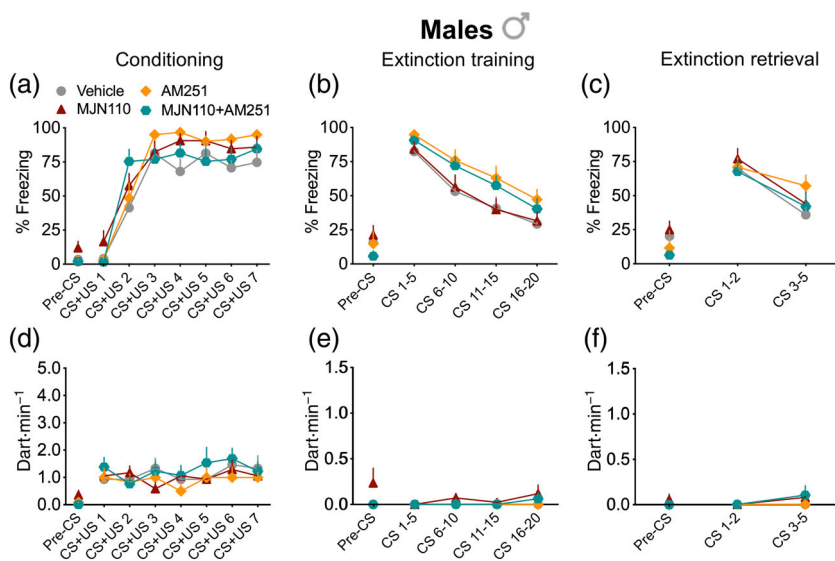 Males ♂
Conditioning
Extinction training
Extinction retrieval
(a)
Vehicle
AM251
MJN110
MJN110+AM251
% Freezing
100
75
50
25
0
Pre-CS
CS+US 1
CS+US 2
CS+US 3
CS+US 4
CS+US 5
CS+US 6
CS+US 7
(b)
% Freezing
100
75
50
25
0
Pre-CS
CS 1-5
CS 6-10
CS 11-15
CS 16-20
(c)
% Freezing
100
75
50
25
0
Pre-CS
CS 1-2
CS 3-5
(d)
Dart·min⁻¹
5.0
4.0
3.0
2.0
1.0
0.0
Pre-CS
CS+US 1
CS+US 2
CS+US 3
CS+US 4
CS+US 5
CS+US 6
CS+US 7
(e)
Dart·min⁻¹
1.5
1.0
0.5
0.0
Pre-CS
CS 1-5
CS 6-10
CS 11-15
CS 16-20
(f)
Dart·min⁻¹
1.5
1.0
0.5
0.0
Pre-CS
CS 1-2
CS 3-5